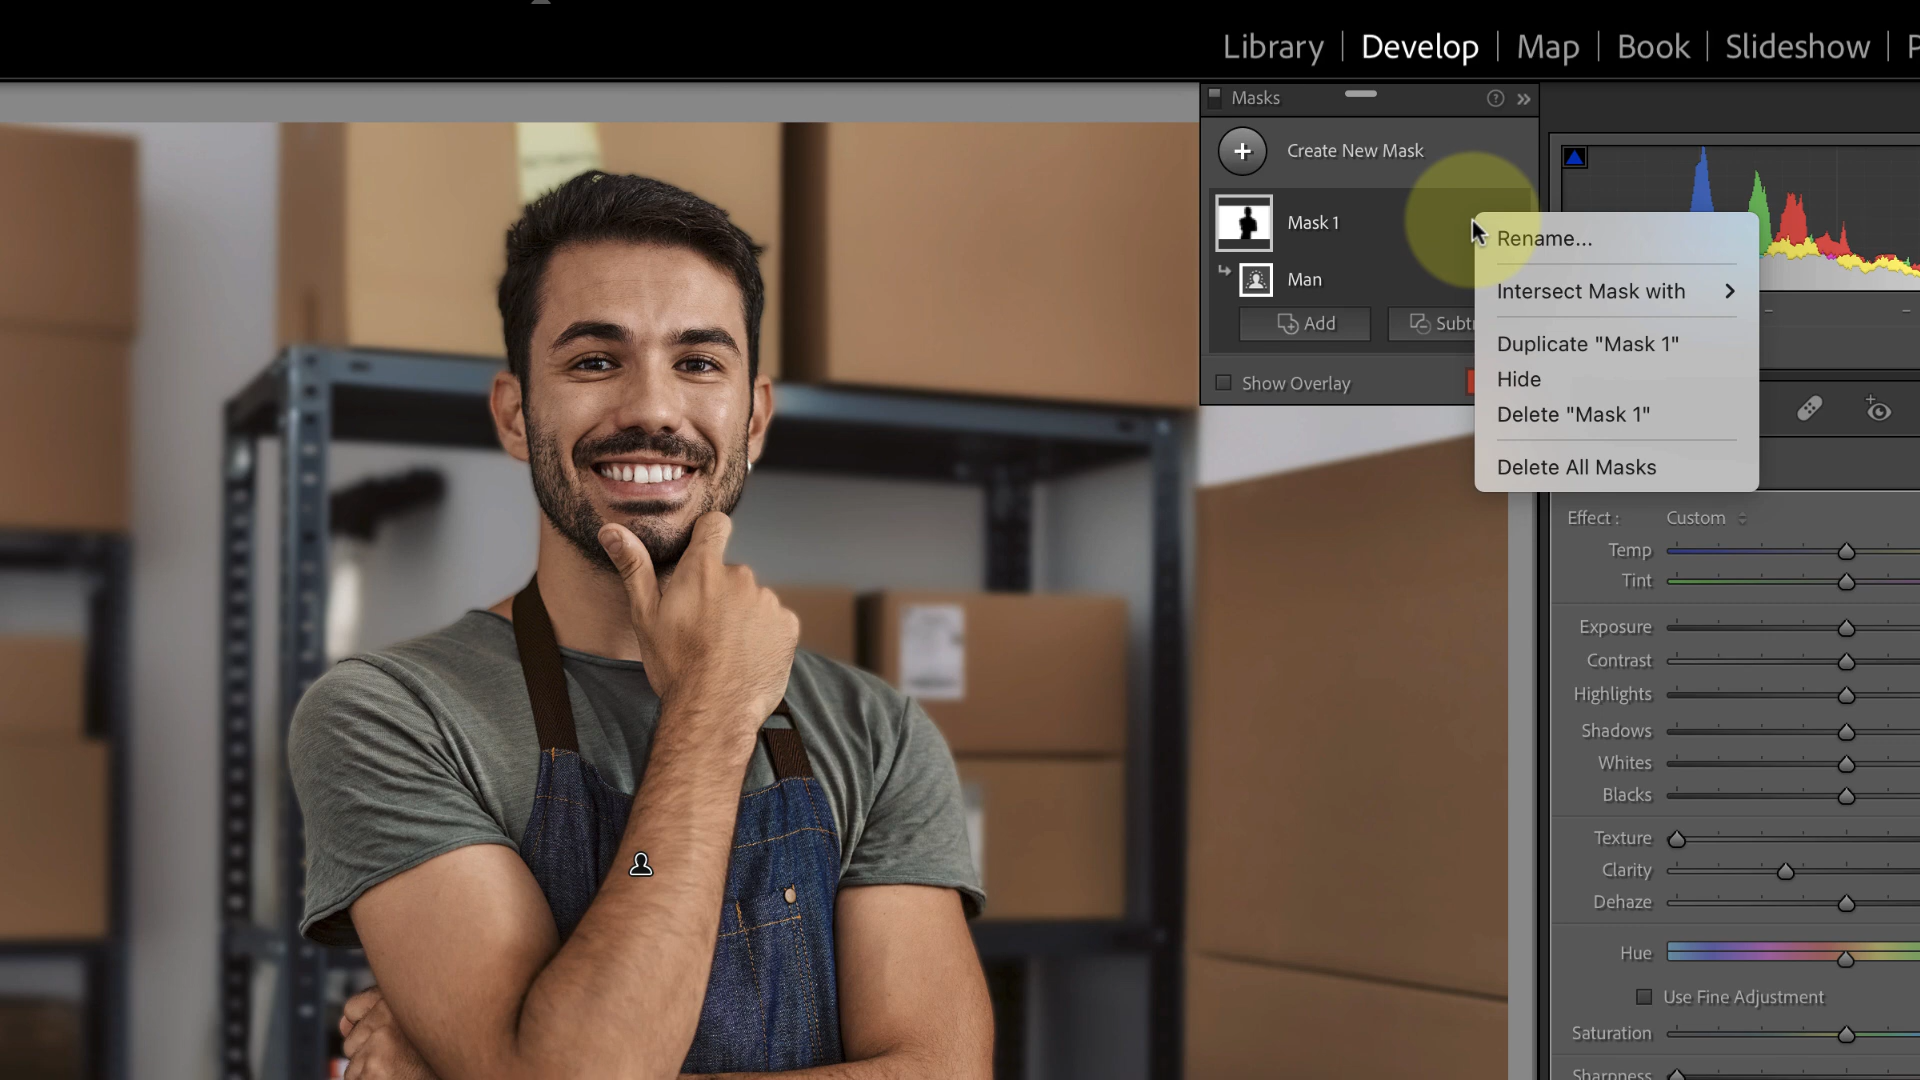 Library | Develop | Map | Book | Slideshow |
Masks
Create New Mask
Mask 1
Man
Add
Subtr
Show Overlay
Rename...
Intersect Mask with
Duplicate "Mask 1"
Hide
Delete "Mask 1"
Delete All Masks
Effect : Custom
Temp
Tint
Exposure
Contrast
Highlights
Shadows
Whites
Blacks
Texture
Clarity
Dehaze
Hue
Use Fine Adjustment
Saturation
Sharpness